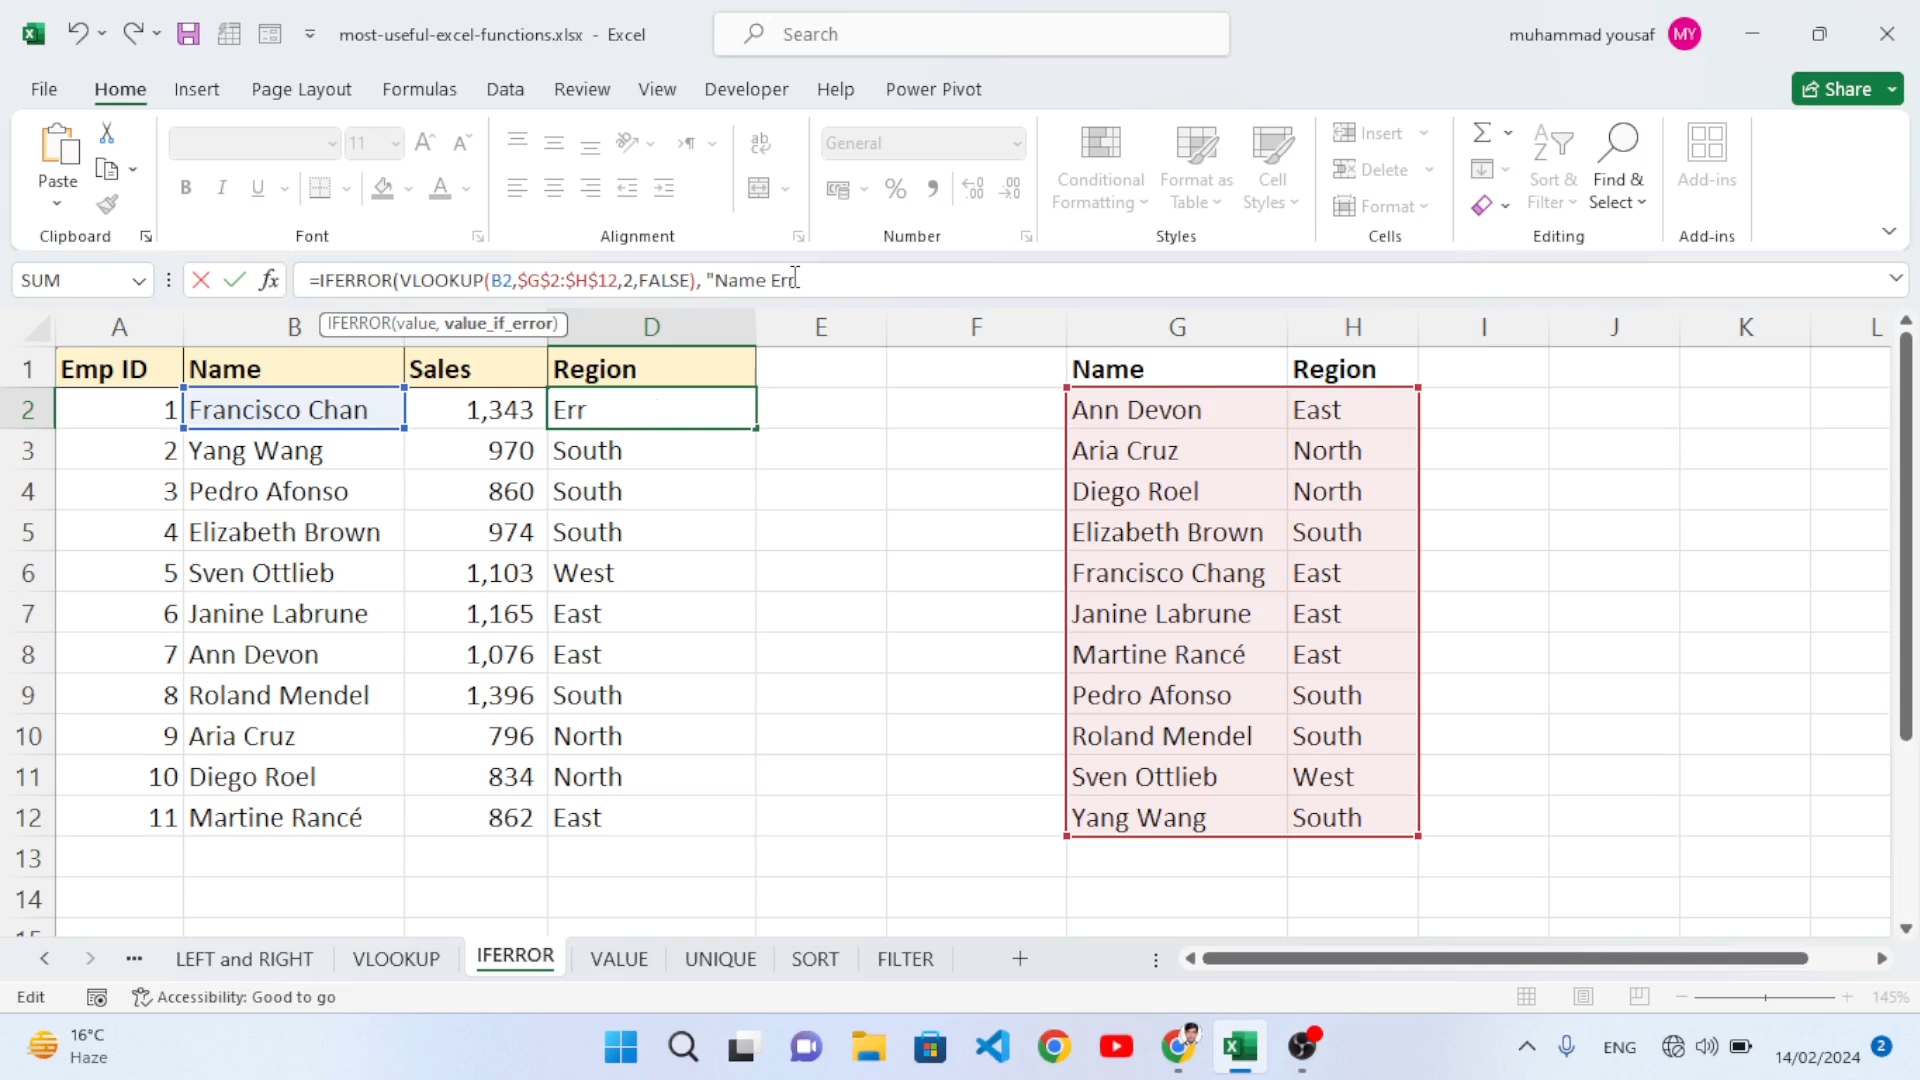 most-useful-excel-functions.xlsx - Excel
Search
muhammad yousaf MY
File Home Insert Page Layout Formulas Data Review View Developer Help Power Pivot
Share
Paste
Clipboard
11
B I U
Font
ab
Alignment
General
%
Number
Conditional Formatting
Format as Table
Cell Styles
Styles
Insert
Delete
Format
Cells
Sort & Filter
Find & Select
Editing
Add-ins
Add-ins
SUM
fx
=IFERROR(VLOOKUP(B2,$G$2:$H$12,2,FALSE), "Name Err
IFERROR(value, value_if_error)
A B D E F G H I J K L
1 Emp ID Name Sales Region Name Region
2 1 Francisco Chan 1,343 Err Ann Devon East
3 2 Yang Wang 970 South Aria Cruz North
4 3 Pedro Afonso 860 South Diego Roel North
5 4 Elizabeth Brown 974 South Elizabeth Brown South
6 5 Sven Ottlieb 1,103 West Francisco Chang East
7 6 Janine Labrune 1,165 East Janine Labrune East
8 7 Ann Devon 1,076 East Martine Rancé East
9 8 Roland Mendel 1,396 South Pedro Afonso South
10 9 Aria Cruz 796 North Roland Mendel South
11 10 Diego Roel 834 North Sven Ottlieb West
12 11 Martine Rancé 862 East Yang Wang South
13
14
15
LEFT and RIGHT VLOOKUP IFERROR VALUE UNIQUE SORT FILTER
Edit Accessibility: Good to go 145%
16°C
Haze
ENG
14/02/2024
2